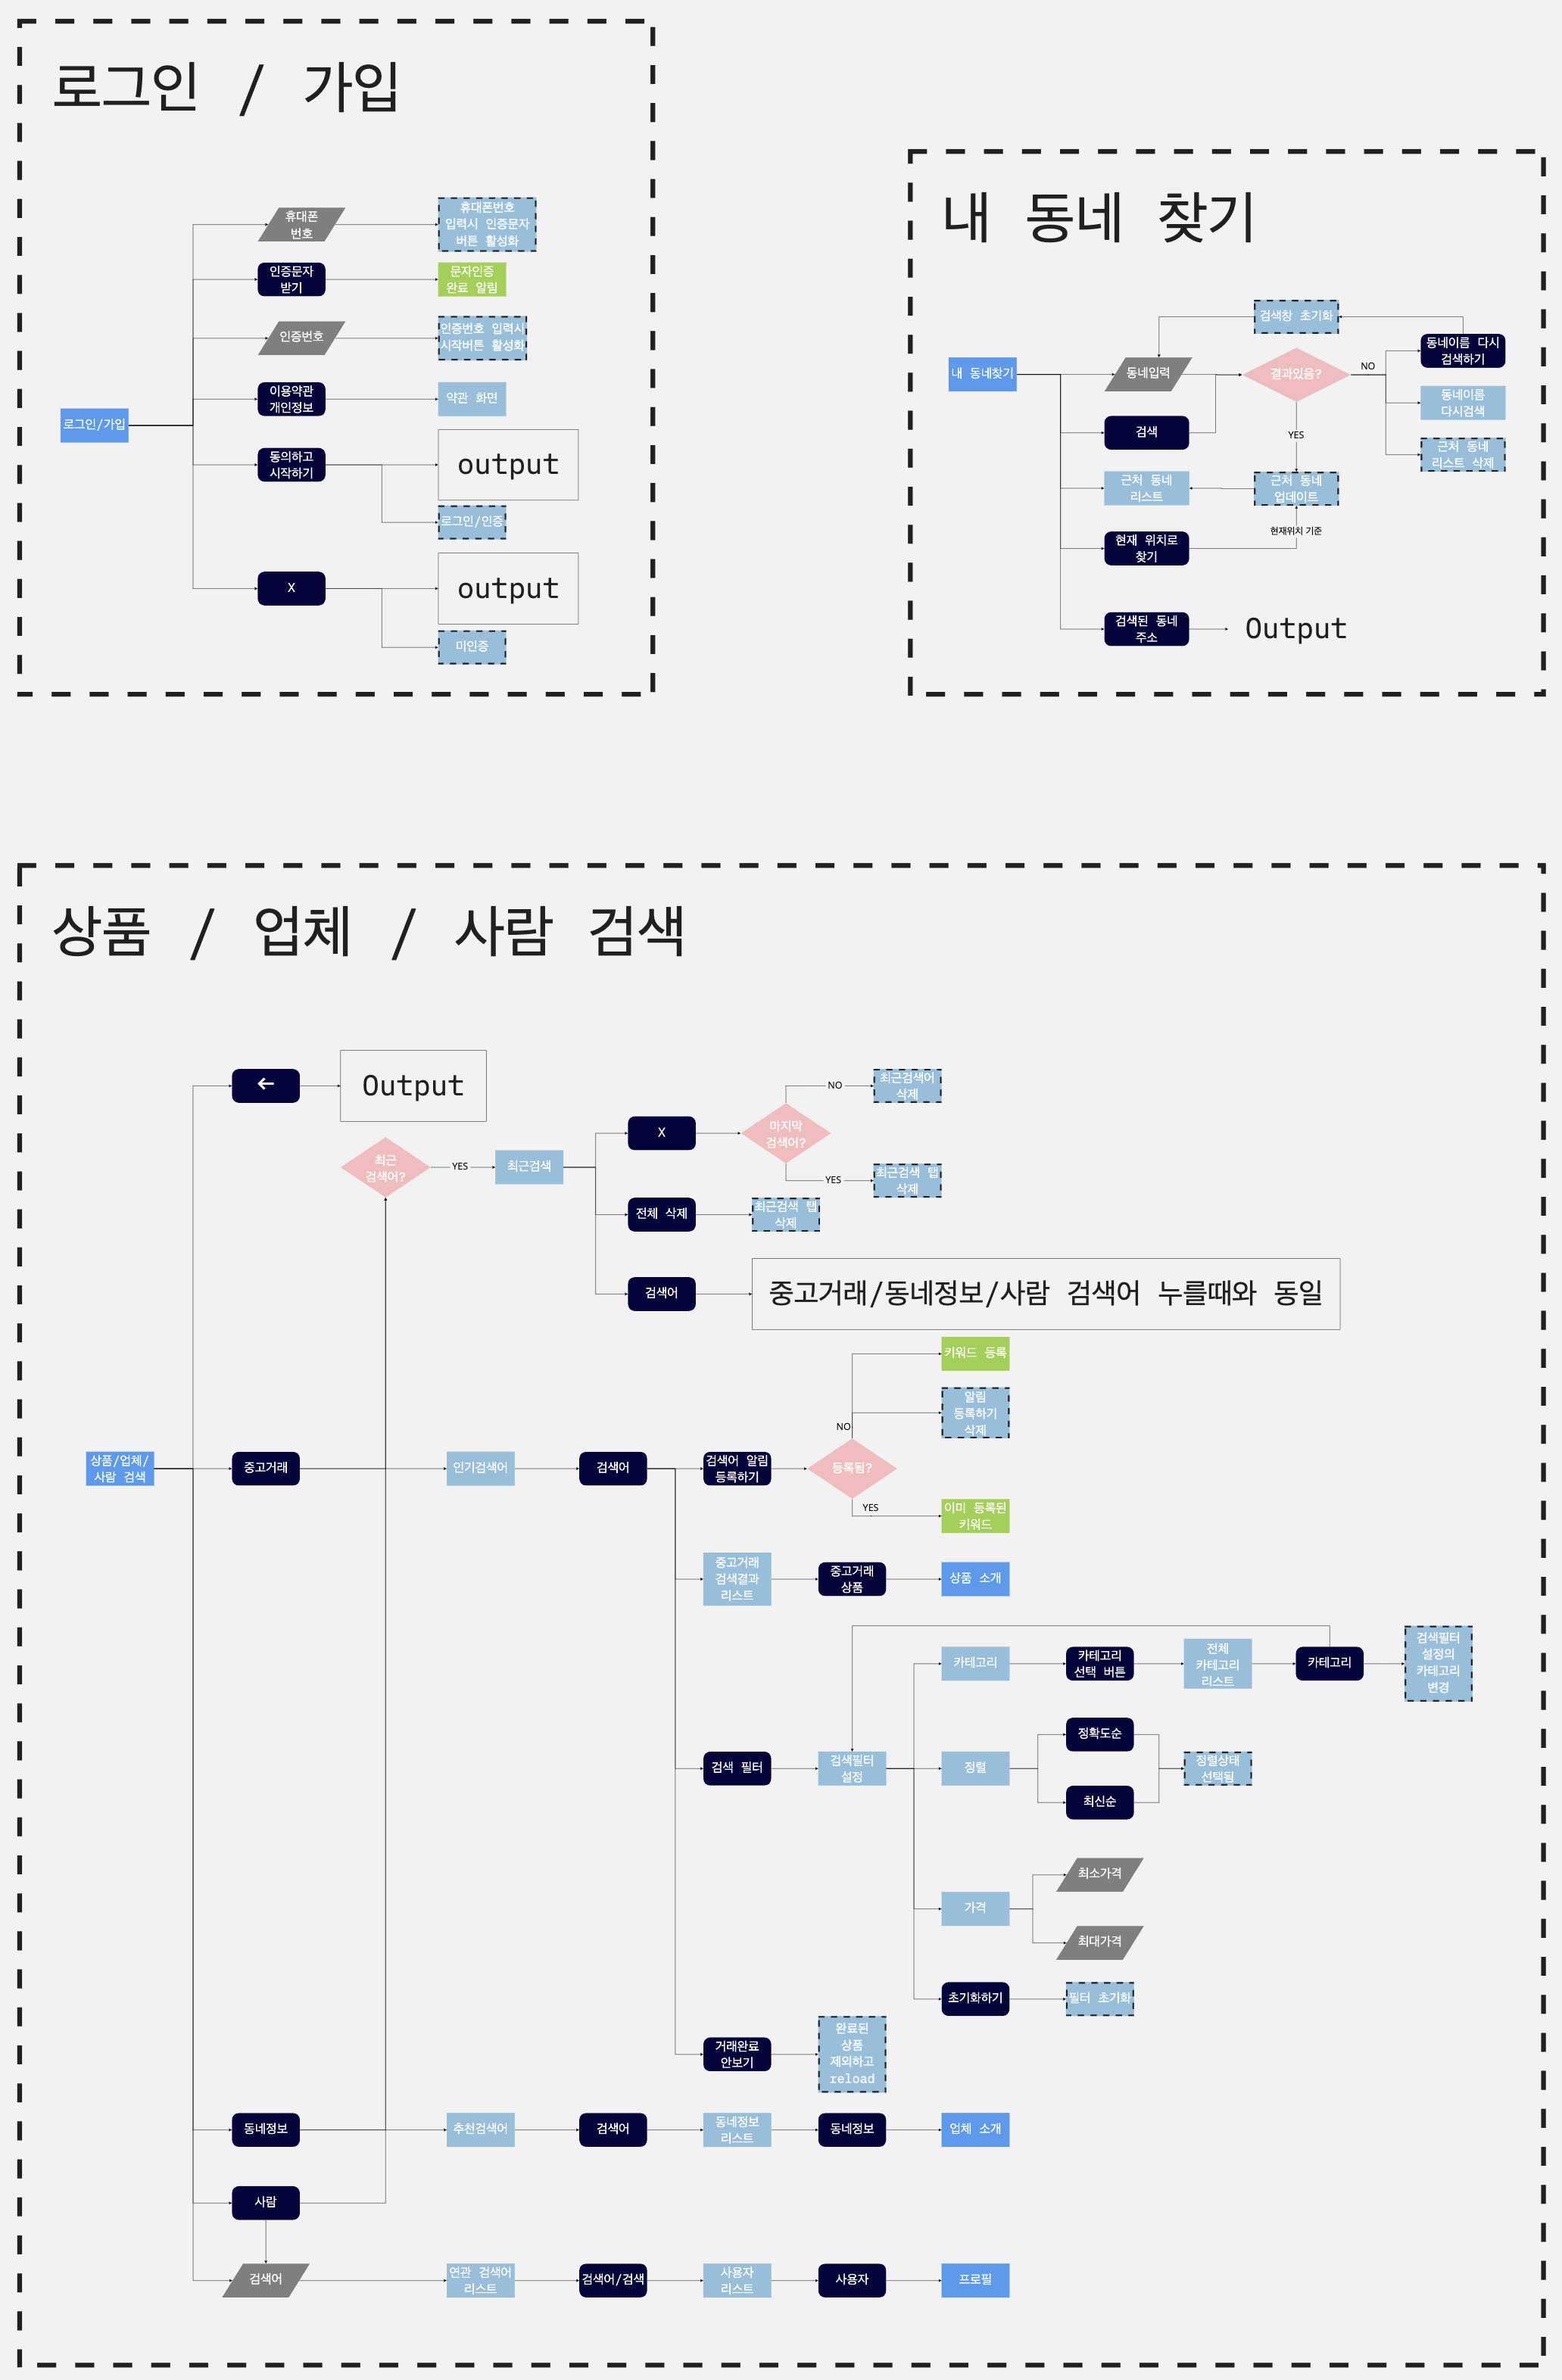 로그인 / 가입
휴대폰
번호
휴대폰번호
입력시 인증문자
버튼 활성화
인증문자
받기
문자인증
완료 알림
인증번호
인증번호 입력시
시작버튼 활성화
이용약관
개인정보
약관 화면
로그인/가입
동의하고
시작하기
output
로그인/인증
X
output
미인증
내 동네 찾기
검색창 초기화
동네이름 다시
검색하기
내 동네찾기
동네입력
결과있음?
NO
동네이름
다시검색
검색
YES
근처 동네
리스트 삭제
근처 동네
리스트
근처 동네
업데이트
현재위치 기준
현재 위치로
찾기
검색된 동네
주소
Output
상품 / 업체 / 사람 검색
←
Output
NO
최근검색어
삭제
X
마지막
검색어?
최근
검색어?
YES
최근검색
YES
최근검색 탭
삭제
전체 삭제
최근검색 탭
삭제
검색어
중고거래/동네정보/사람 검색어 누를때와 동일
키워드 등록
알림
등록하기
삭제
NO
상품/업체/
사람 검색
중고거래
인기검색어
검색어
검색어 알림
등록하기
등록됨?
YES
이미 등록된
키워드
중고거래
검색결과
리스트
중고거래
상품
상품 소개
카테고리
카테고리
선택 버튼
전체
카테고리
리스트
카테고리
검색필터
설정의
카테고리
변경
정확도순
검색 필터
검색필터
설정
정렬
정렬상태
선택됨
최신순
최소가격
가격
최대가격
초기화하기
필터 초기화
거래완료
안보기
완료된
상품
제외하고
reload
동네정보
추천검색어
검색어
동네정보
리스트
동네정보
업체 소개
사람
검색어
연관 검색어
리스트
검색어/검색
사용자
리스트
사용자
프로필